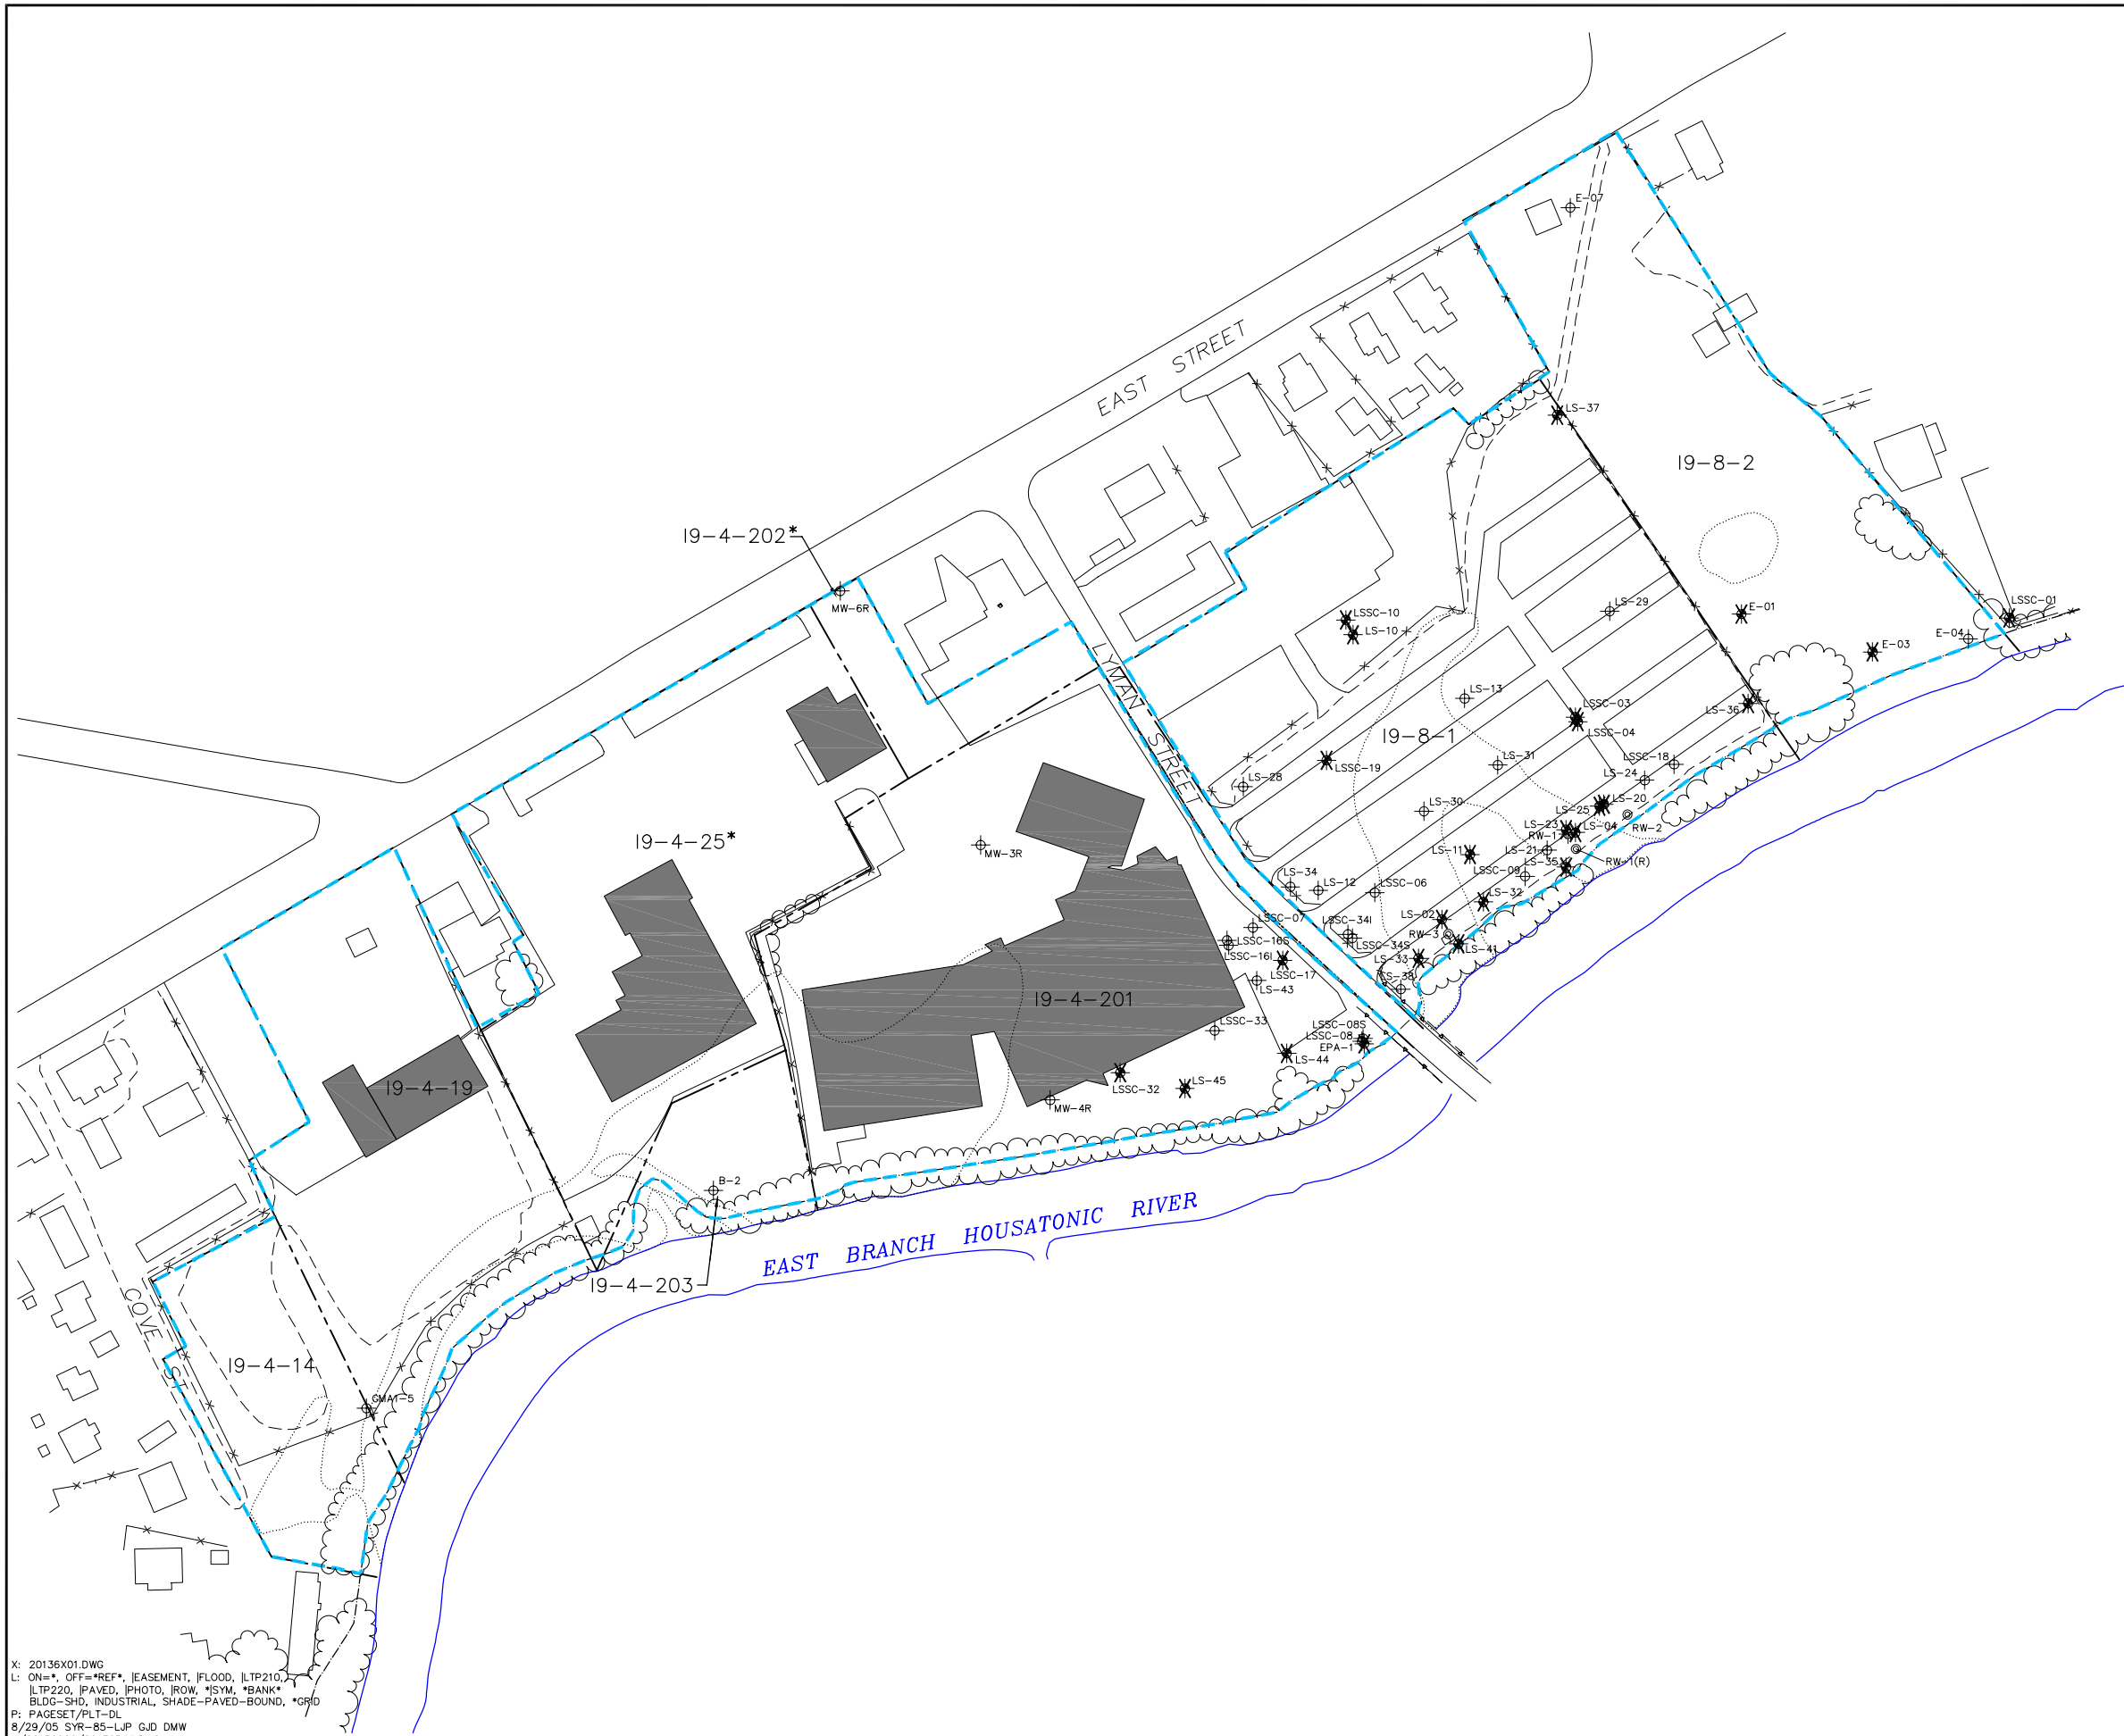 E-07
EAST STREET
LS-37
I9-8-2
I9-4-202*
MW-6R
LSSC-10
LS-10
LS-29
E-01
LSSC-01
E-04
E-03
LYMAN STREET
LS-13
LSSC-03
LSSC-04
LS-36
I9-8-1
LSSC-19
LS-31
LSSC-18
LS-24
LS-28
LS-30
LS-20
LS-25
RW-2
LS-23
LS-04
RW-1
I9-4-25*
MW-3R
LS-11
LS-21
RW-1(R)
LS-35
LSSC-09
LS-34
LS-12
LSSC-06
LS-32
LS-02
LSSC-07
LSSC-34I
LSSC-34S
RW-3
LS-41
LSSC-16S
LSSC-16I
LSSC-17
LS-33
LS-43
LS-38
I9-4-201
LSSC-33
LSSC-08S
LSSC-08
EPA-1
LS-44
I9-4-19
LSSC-32
LS-45
MW-4R
B-2
EAST BRANCH HOUSATONIC RIVER
I9-4-203
COVE ST
I9-4-14
GMA1-5
X: 20136X01.DWG
L: ON=*, OFF=*REF*, |EASEMENT, |FLOOD, |LTP210,
|LTP220, |PAVED, |PHOTO, |ROW, *|SYM, *BANK*
BLDG-SHD, INDUSTRIAL, SHADE-PAVED-BOUND, *GRID
P: PAGESET/PLT-DL
8/29/05 SYR-85-LJP GJD DMW